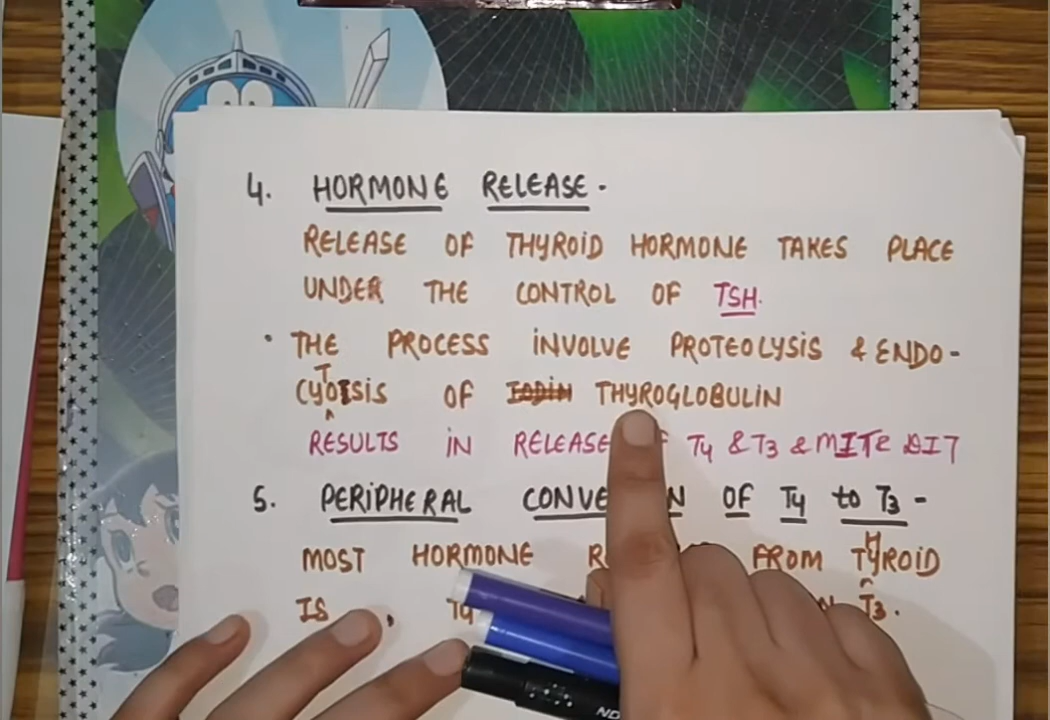 4. HORMONE RELEASE.
RELEASE OF THYROID HORMONE TAKES PLACE
UNDER THE CONTROL OF TSH.
• THE PROCESS INVOLVE PROTEOLYSIS & ENDO-
CYTOSIS OF THYROGLOBULIN
RESULTS IN RELEASE T4 & T3 & MIT & DIT
5. PERIPHERAL OF T4 to T3 -
MOST HORMONE FROM THYROID
IS T4 T3.